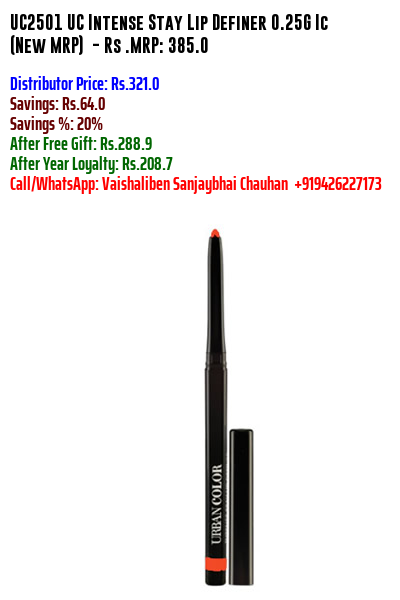 UC2501 UC Intense Stay Lip Definer 0.25G Ic
(New MRP) - Rs .MRP: 385.0
Distributor Price: Rs.321.0
Savings: Rs.64.0
Savings %: 20%
After Free Gift: Rs.288.9
After Year Loyalty: Rs.208.7
Call/WhatsApp: Vaishaliben Sanjaybhai Chauhan +919426227173
URBAN COLOR